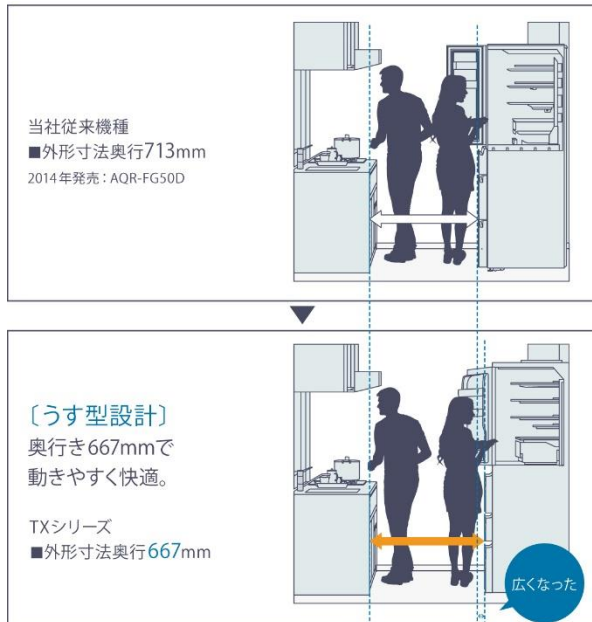 当社従来機種
■外形寸法奥行713mm
2014年発売：AQR-FG50D
〔うす型設計〕
奥行き667mmで
動きやすく快適。
TXシリーズ
■外形寸法奥行667mm
広くなった